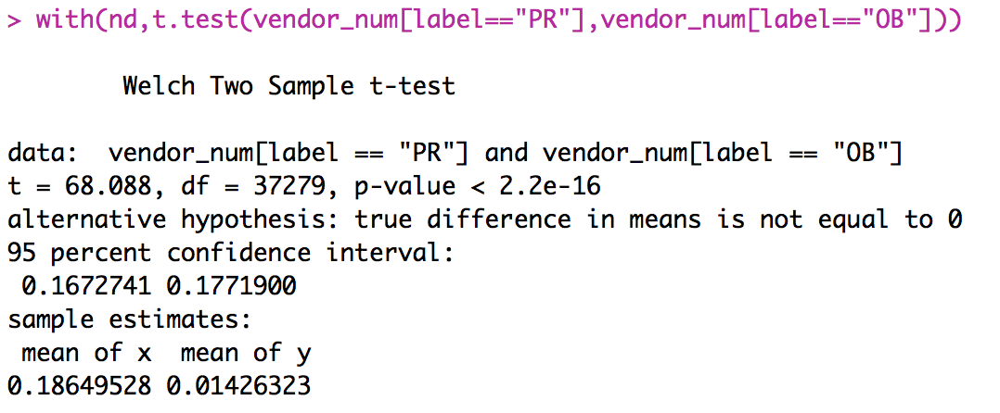 > with(nd,t.test(vendor_num[label=="PR"],vendor_num[label=="OB"]))
Welch Two Sample t-test
data:  vendor_num[label == "PR"] and vendor_num[label == "OB"]
t = 68.088, df = 37279, p-value < 2.2e-16
alternative hypothesis: true difference in means is not equal to 0
95 percent confidence interval:
0.1672741 0.1771900
sample estimates:
mean of x  mean of y
0.18649528 0.01426323